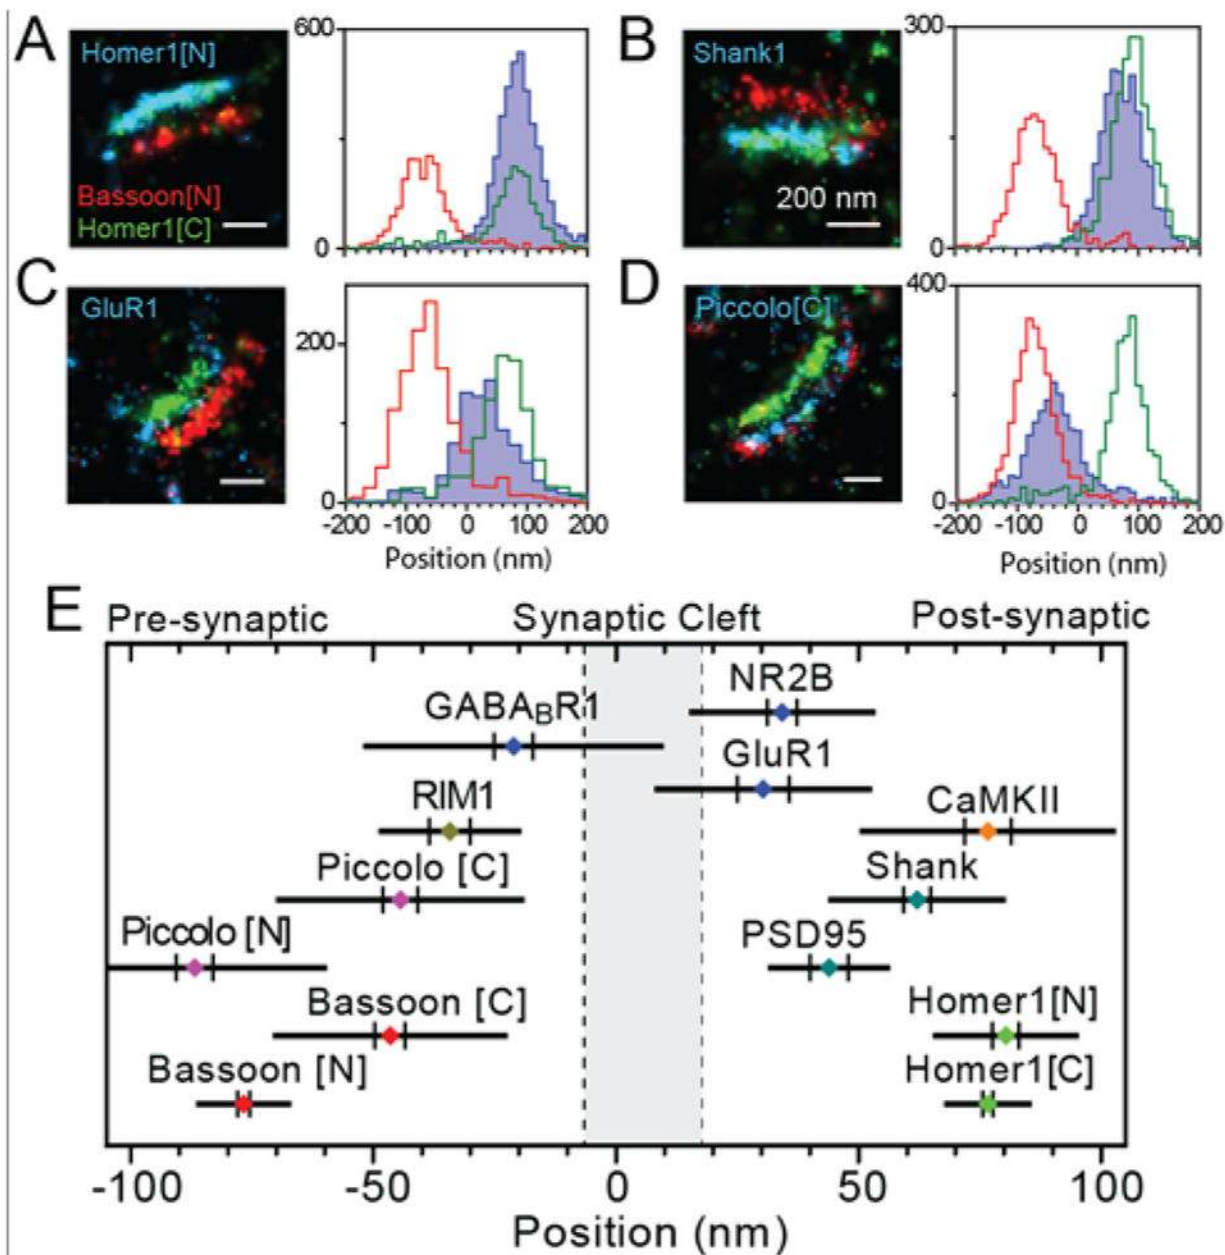 A
Homer1[N]
Bassoon[N]
Homer1[C]
600
0
B
Shank1
200 nm
300
0
C
GluR1
200
0
-200 -100 0 100 200
Position (nm)
D
Piccolo[C]
400
0
-200 -100 0 100 200
Position (nm)
E
Pre-synaptic Synaptic Cleft Post-synaptic
NR2B
GABABR1
GluR1
RIM1
CaMKII
Piccolo [C]
Shank
Piccolo [N]
PSD95
Bassoon [C]
Homer1[N]
Bassoon [N]
Homer1[C]
-100 -50 0 50 100
Position (nm)